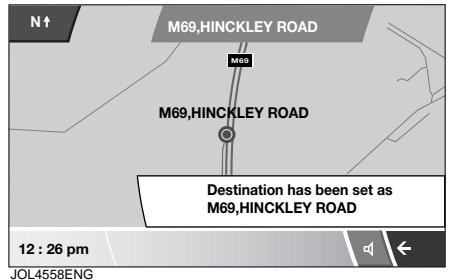 N
M69,HINCKLEY ROAD
M69
M69,HINCKLEY ROAD
Destination has been set as
M69,HINCKLEY ROAD
12 : 26 pm
JOL4558ENG